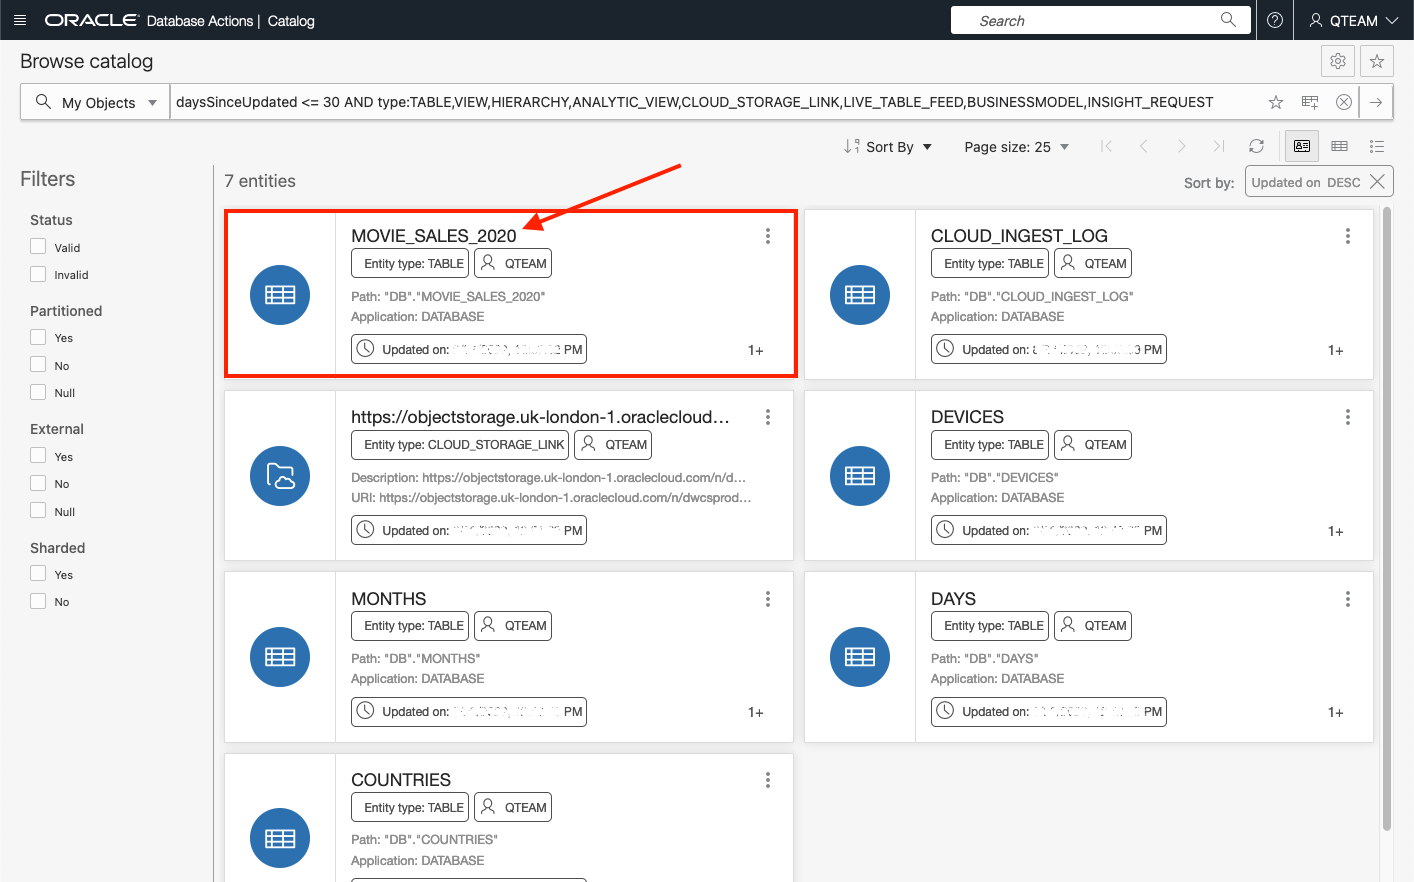 ORACLE Database Actions | Catalog
Search
QTEAM
Browse catalog
My Objects
daysSinceUpdated <= 30 AND type:TABLE,VIEW,HIERARCHY,ANALYTIC_VIEW,CLOUD_STORAGE_LINK,LIVE_TABLE_FEED,BUSINESSMODEL,INSIGHT_REQUEST
Sort By
Page size: 25
Filters
Status
Valid
Invalid
Partitioned
Yes
No
Null
External
Yes
No
Null
Sharded
Yes
No
7 entities
Sort by:
Updated on DESC
MOVIE_SALES_2020
Entity type: TABLE
QTEAM
Path: "DB"."MOVIE_SALES_2020"
Application: DATABASE
Updated on: PM
1+
CLOUD_INGEST_LOG
Entity type: TABLE
QTEAM
Path: "DB"."CLOUD_INGEST_LOG"
Application: DATABASE
Updated on: PM
1+
https://objectstorage.uk-london-1.oraclecloud...
Entity type: CLOUD_STORAGE_LINK
QTEAM
Description: https://objectstorage.uk-london-1.oraclecloud.com/n/d...
URI: https://objectstorage.uk-london-1.oraclecloud.com/n/dwcsprod...
Updated on: PM
DEVICES
Entity type: TABLE
QTEAM
Path: "DB"."DEVICES"
Application: DATABASE
Updated on: PM
1+
MONTHS
Entity type: TABLE
QTEAM
Path: "DB"."MONTHS"
Application: DATABASE
Updated on: PM
1+
DAYS
Entity type: TABLE
QTEAM
Path: "DB"."DAYS"
Application: DATABASE
Updated on: PM
1+
COUNTRIES
Entity type: TABLE
QTEAM
Path: "DB"."COUNTRIES"
Application: DATABASE